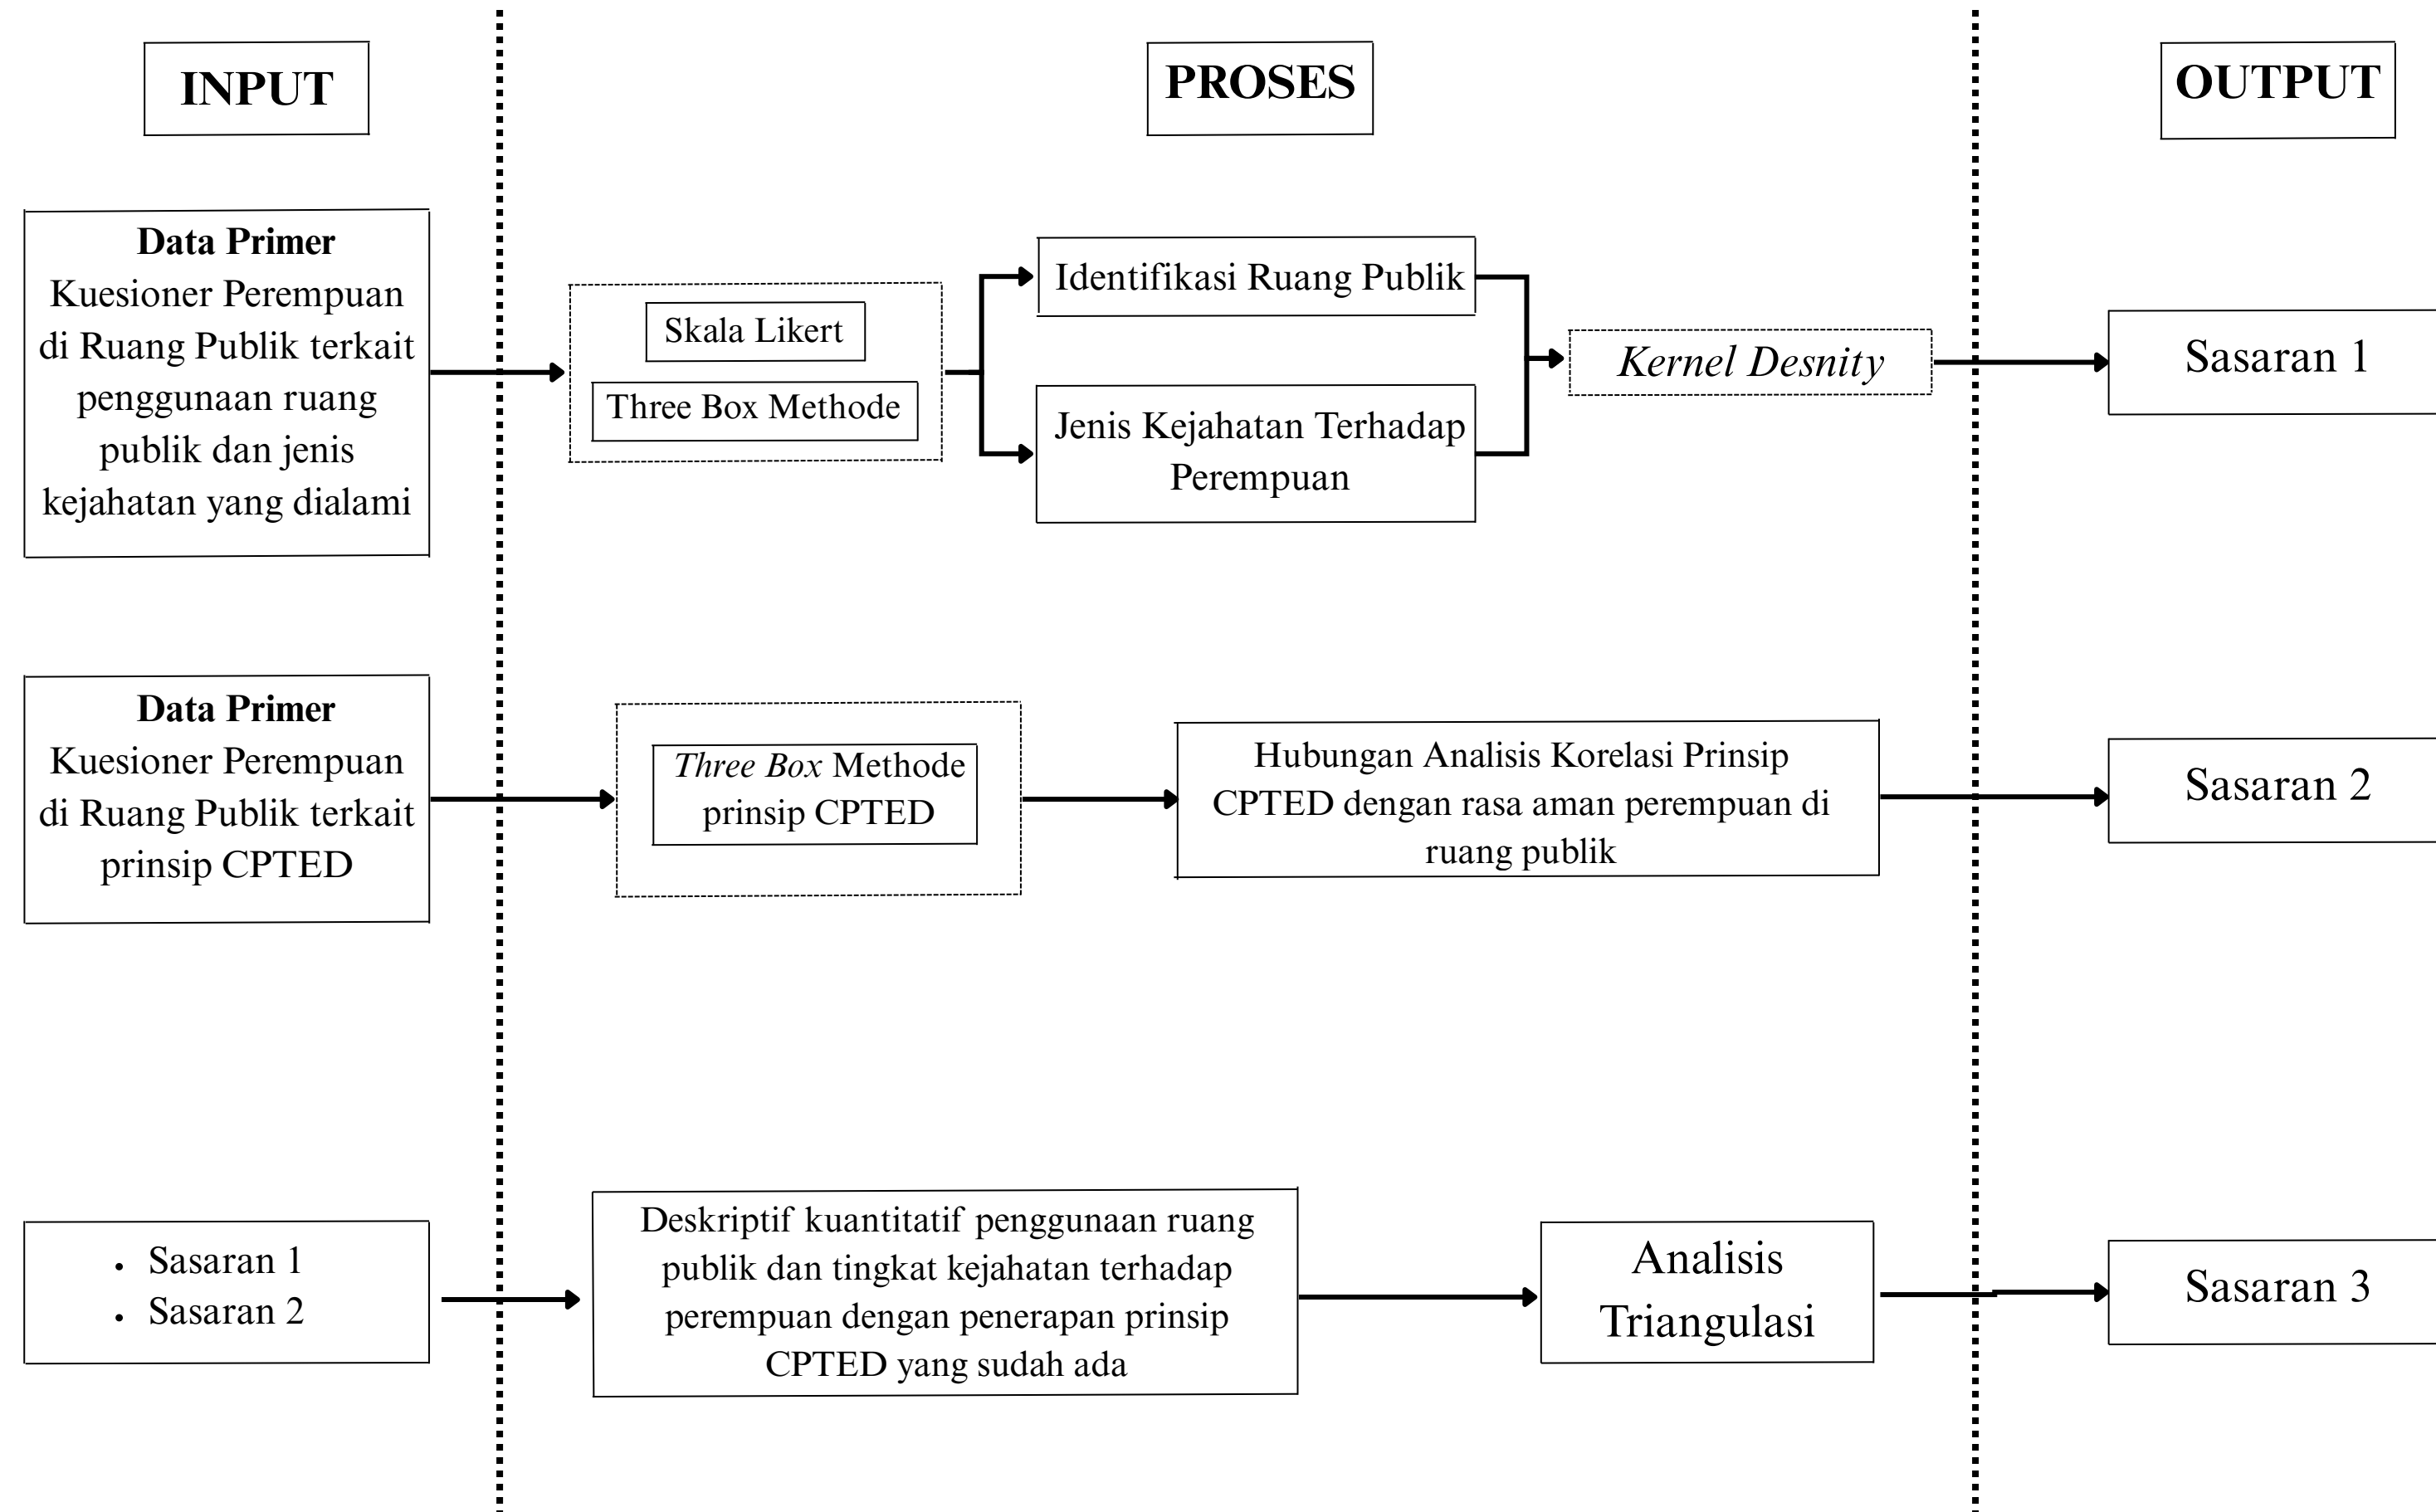 INPUT
PROSES
OUTPUT
Data Primer
Kuesioner Perempuan
di Ruang Publik terkait
penggunaan ruang
publik dan jenis
kejahatan yang dialami
Skala Likert
Three Box Methode
Identifikasi Ruang Publik
Jenis Kejahatan Terhadap
Perempuan
Kernel Desnity
Sasaran 1
Data Primer
Kuesioner Perempuan
di Ruang Publik terkait
prinsip CPTED
Three Box Methode
prinsip CPTED
Hubungan Analisis Korelasi Prinsip
CPTED dengan rasa aman perempuan di
ruang publik
Sasaran 2
• Sasaran 1
• Sasaran 2
Deskriptif kuantitatif penggunaan ruang
publik dan tingkat kejahatan terhadap
perempuan dengan penerapan prinsip
CPTED yang sudah ada
Analisis
Triangulasi
Sasaran 3